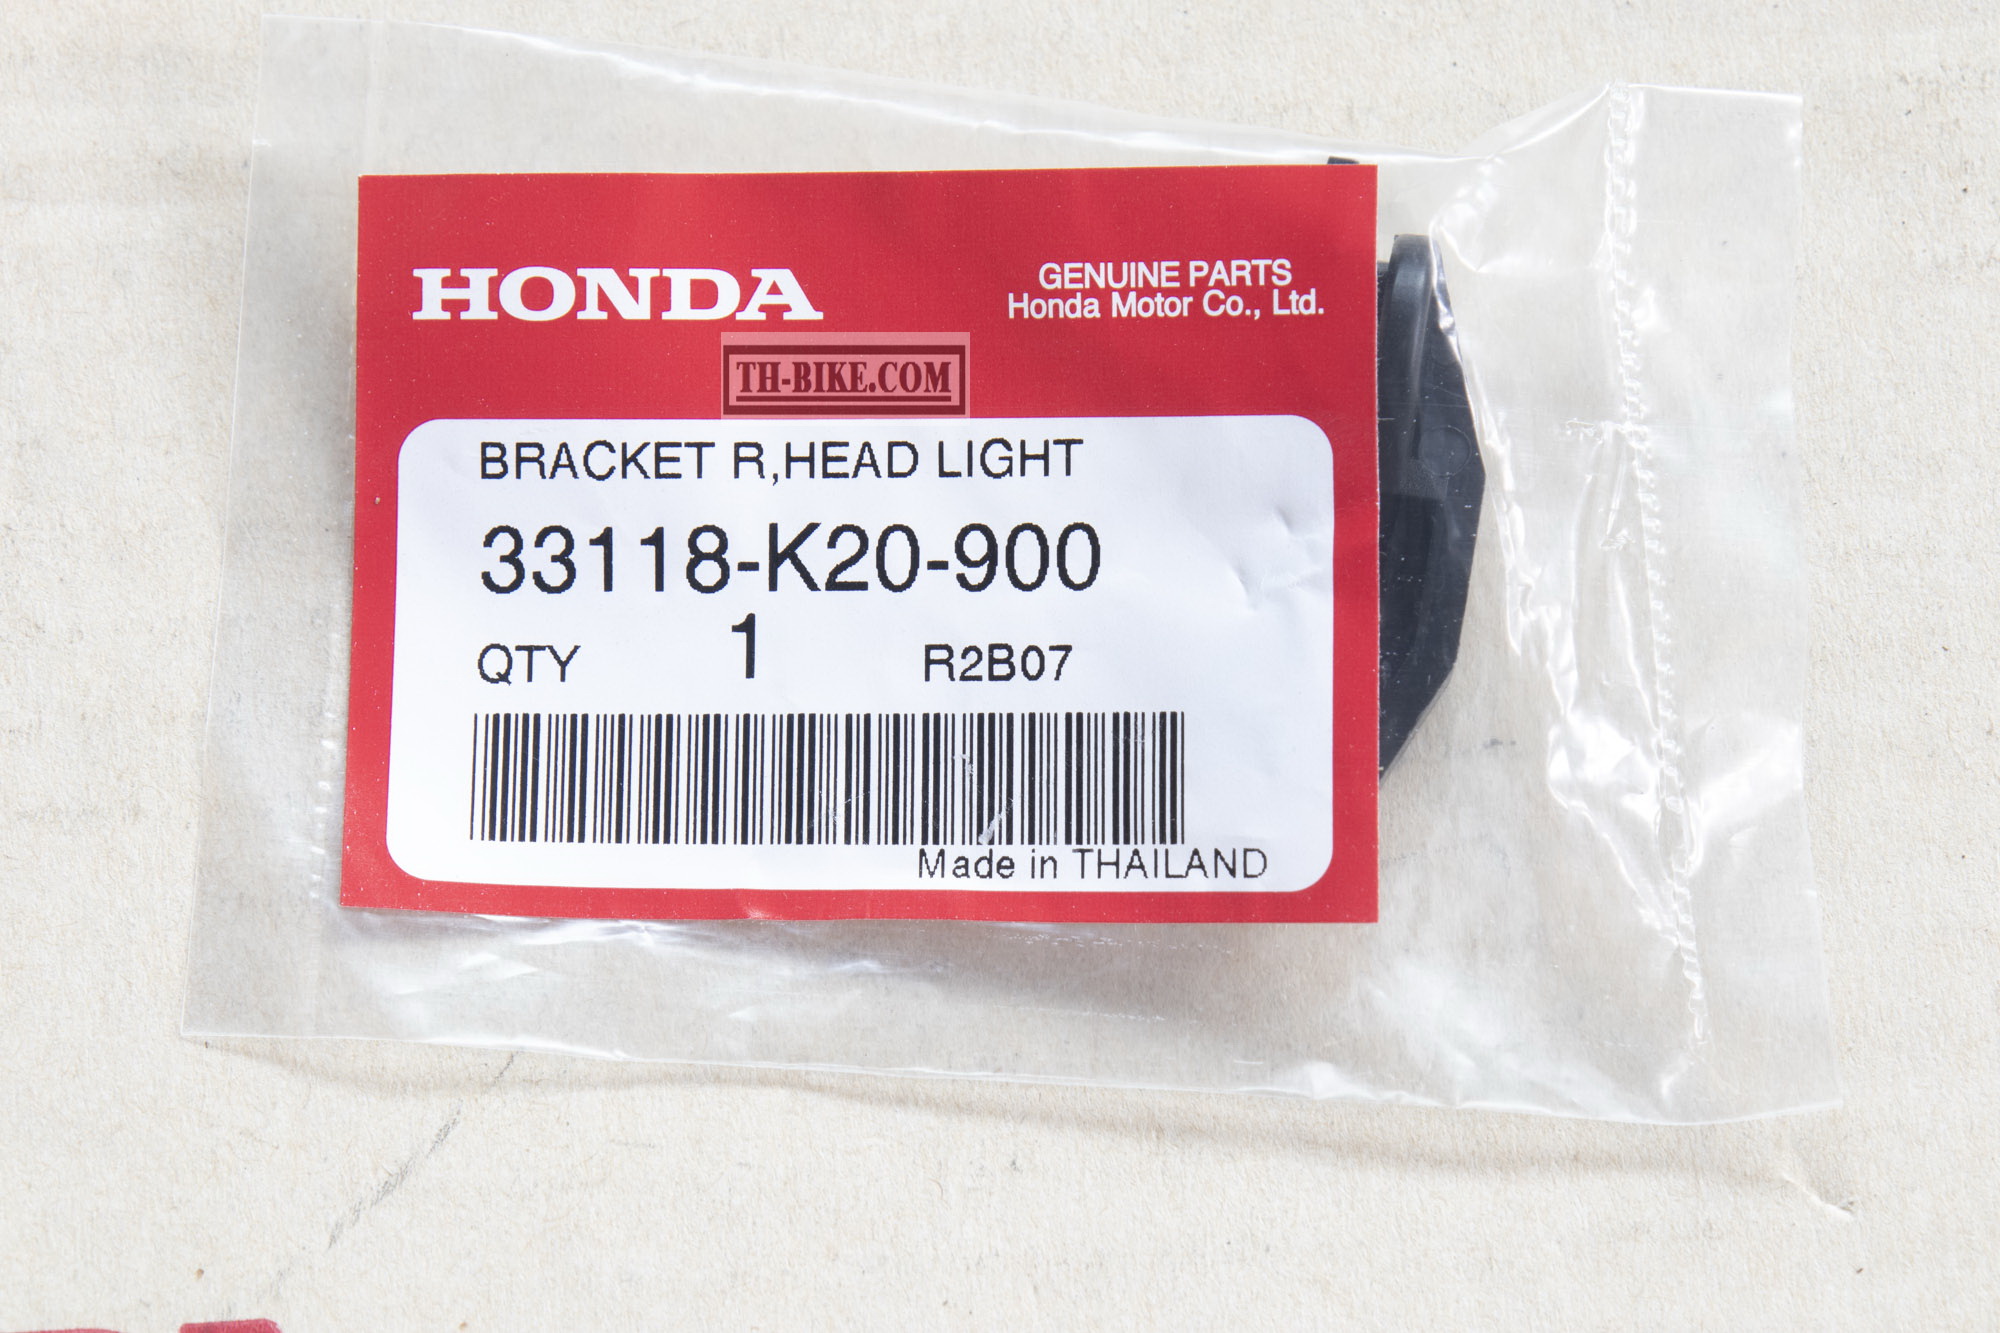 HONDA
GENUINE PARTS
Honda Motor Co., Ltd.
TH-BIKE.COM
BRACKET R,HEAD LIGHT
33118-K20-900
QTY 1 R2B07
Made in THAILAND